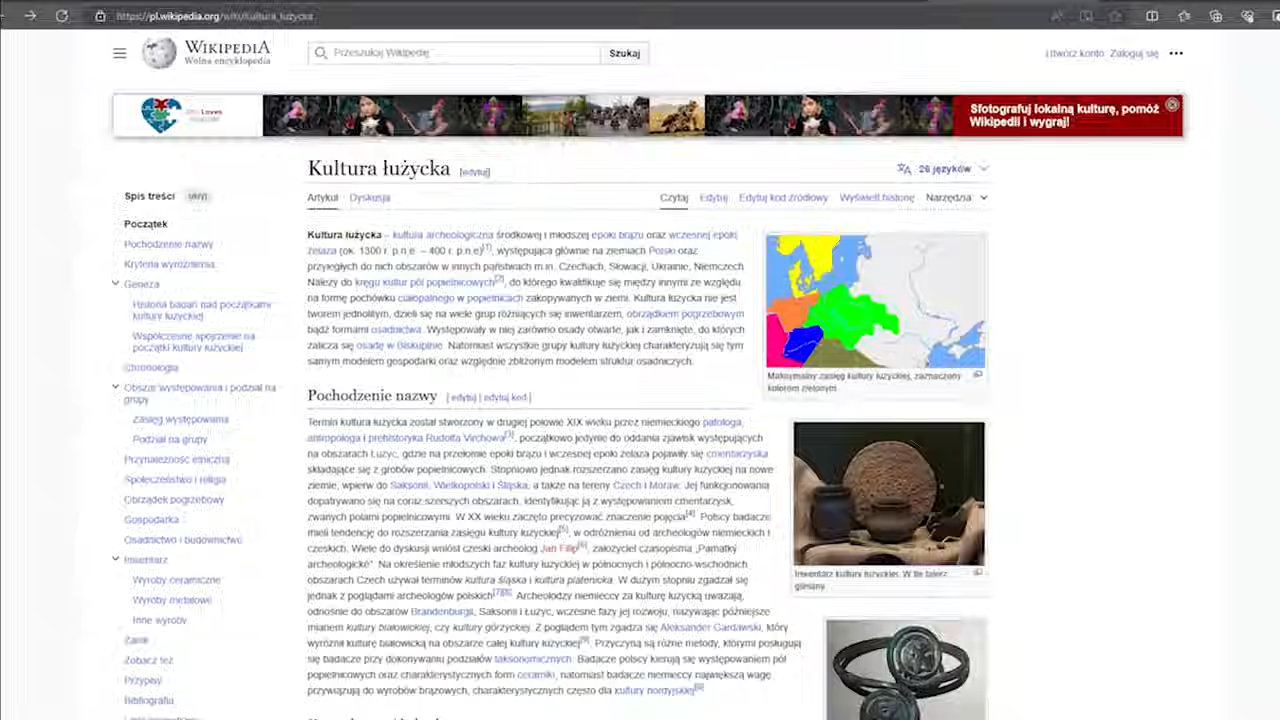 https://pl.wikipedia.org/wiki/Kultura_łużycka
WIKIPEDIA
Wolna encyklopedia
Przeszukaj Wikipedię
Szukaj
Utwórz konto Zaloguj się
Loves
Sfotografuj lokalną kulturę, pomóż
Wikipedii i wygraj!
Kultura łużycka [edytuj]
26 języków
Artykuł Dyskusja
Czytaj Edytuj Edytuj kod źródłowy Wyświetl historię Narzędzia
Spis treści ukryj
Początek
Pochodzenie nazwy
Kryteria wyróżnienia
Geneza
Historia badań nad początkami
kultury łużyckiej
Współczesne spojrzenie na
początki kultury łużyckiej
Chronologia
Obszar występowania i podział na
grupy
Zasięg występowania
Podział na grupy
Przynależność etniczna
Społeczeństwo i religia
Obrządek pogrzebowy
Gospodarka
Osadnictwo i budownictwo
Inwentarz
Wyroby ceramiczne
Wyroby metalowe
Inne wyroby
Zanik
Zobacz też
Przypisy
Bibliografia
Kultura łużycka – kultura archeologiczna środkowej i młodszej epoki brązu oraz wczesnej epoki
żelaza (ok. 1300 r. p.n.e. – 400 r. p.n.e)[1], występująca głównie na ziemiach Polski oraz
przyległych do nich obszarów w innych państwach m.in. Czechach, Słowacji, Ukrainie, Niemczech
Należy do kręgu kultur pól popielnicowych[2], do którego kwalifikuje się między innymi ze względu
na formę pochówku ciałopalnego w popielnicach zakopywanych w ziemi. Kultura łużycka nie jest
tworem jednolitym, dzieli się na wiele grup różniących się inwentarzem, obrządkiem pogrzebowym
bądź formami osadnictwa. Występowały w niej zarówno osady otwarte, jak i zamknięte, do których
zalicza się osadę w Biskupinie. Natomiast wszystkie grupy kultury łużyckiej charakteryzują się tym
samym modelem gospodarki oraz względnie zbliżonym modelem struktur osadniczych.
Maksymalny zasięg kultury łużyckiej, zaznaczony
kolorem zielonym
Pochodzenie nazwy [ edytuj | edytuj kod ]
Termin kultura łużycka został stworzony w drugiej połowie XIX wieku przez niemieckiego patologa,
antropologa i prehistoryka Rudolfa Virchowa[3], początkowo jedynie do oddania zjawisk występujących
na obszarach Łużyc, gdzie na przełomie epoki brązu i wczesnej epoki żelaza pojawiły się cmentarzyska
składające się z grobów popielnicowych. Stopniowo jednak rozszerzano zasięg kultury łużyckiej na nowe
ziemie, wpierw do Saksonii, Wielkopolski i Śląska, a także na tereny Czech i Moraw. Jej funkcjonowania
dopatrywano się na coraz szerszych obszarach, identyfikując ją z występowaniem cmentarzysk,
zwanych polami popielnicowymi. W XX wieku zaczęto precyzować znaczenie pojęcia[4]. Polscy badacze
mieli tendencję do rozszerzania zasięgu kultury łużyckiej[5], w odróżnieniu od archeologów niemieckich i
czeskich. Wiele do dyskusji wniósł czeski archeolog Jan Filip[6], założyciel czasopisma „Pamatky
archeologické”. Na określenie młodszych faz kultury łużyckiej w północnych i północno-wschodnich
obszarach Czech używał terminów kultura śląska i kultura platenicka. W dużym stopniu zgadzał się
jednak z poglądami archeologów polskich[7][8]. Archeolodzy niemieccy za kulturę łużycką uważają,
odnośnie do obszarów Brandenburgii, Saksonii i Łużyc, wczesne fazy jej rozwoju, nazywając późniejsze
mianem kultury białowickiej, czy kultury górzyckiej. Z poglądem tym zgadza się Aleksander Gardawski, który
wyróżnił kulturę białowicką na obszarze całej kultury łużyckiej[9]. Przyczyną są różne metody, którymi posługują
się badacze przy dokonywaniu podziałów taksonomicznych. Badacze polscy kierują się występowaniem pól
popielnicowych oraz charakterystycznych form ceramiki, natomiast badacze niemieccy największą wagę
przywiązują do wyrobów brązowych, charakterystycznych często dla kultury nordyjskiej[9]
Inwentarz kultury łużyckiej. W tle talerz
gliniany.